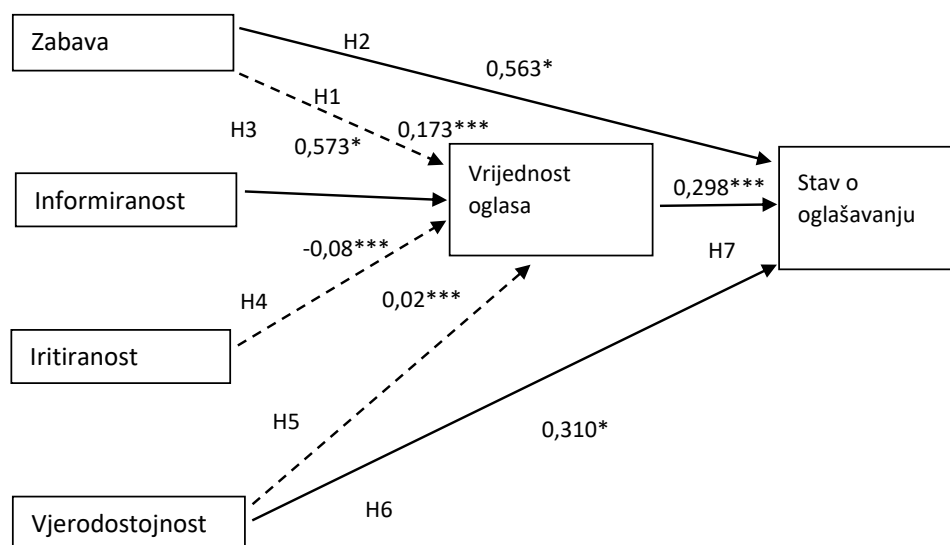 Zabava
H2
0,563*
H1
H3
0,173***
0,573*
Vrijednost
oglasa
0,298***
Stav o
oglašavanju
Informiranost
-0,08***
H7
H4
0,02***
Iritiranost
H5
0,310*
Vjerodostojnost
H6